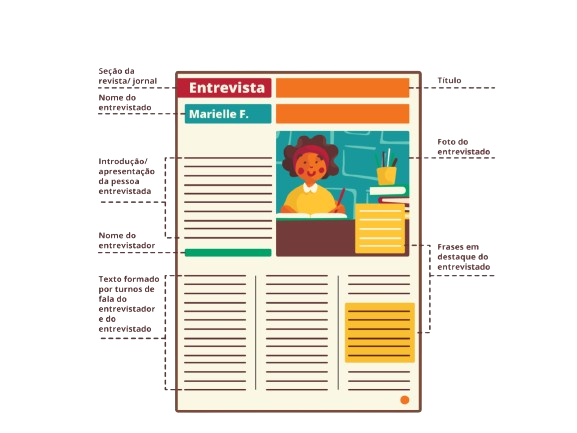 Seção da
revista/ jornal
Nome do
entrevistado
Introdução/
apresentação
da pessoa
entrevistada
Nome do
entrevistador
Texto formado
por turnos de
fala do
entrevistador
e do
entrevistado
Entrevista
Marielle F.
Título
Foto do
entrevistado
Frases em
destaque do
entrevistado